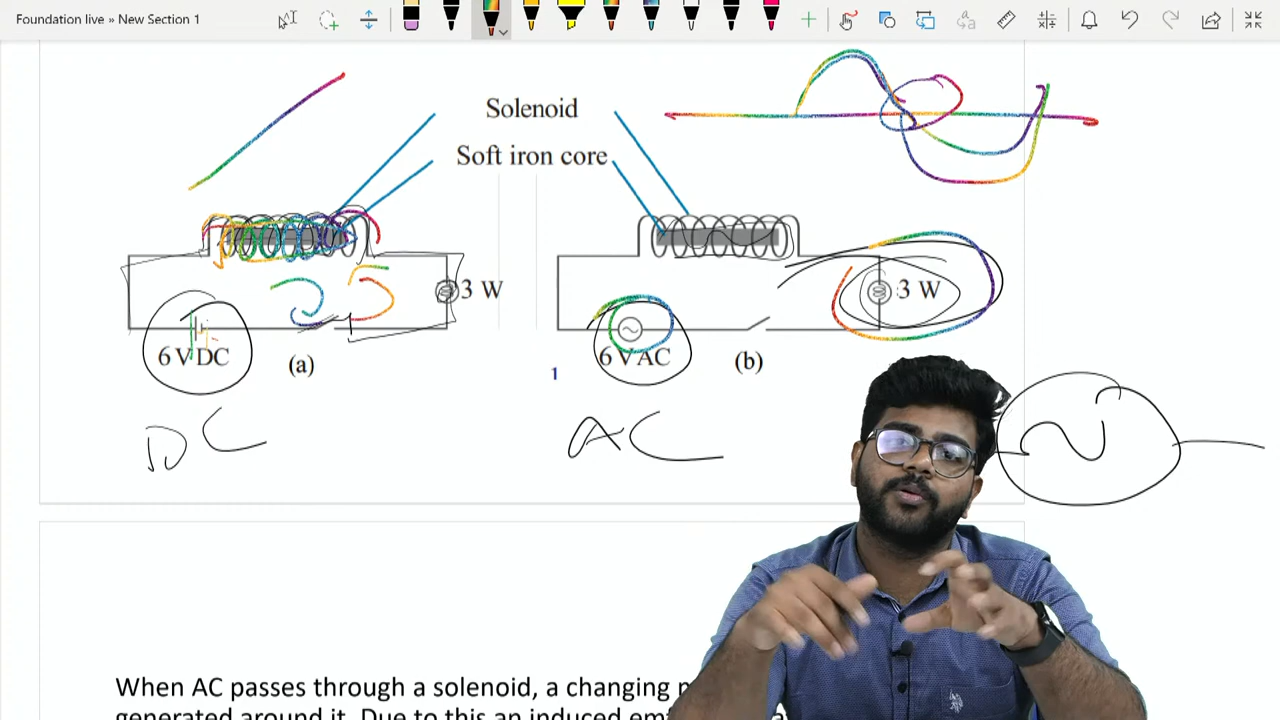 Foundation live » New Section 1
Solenoid
Soft iron core
3 W
3 W
6 V DC
(a)
6 V AC
(b)
1
DC
AC
When AC passes through a solenoid, a changing
generated around it. Due to this an induced emf